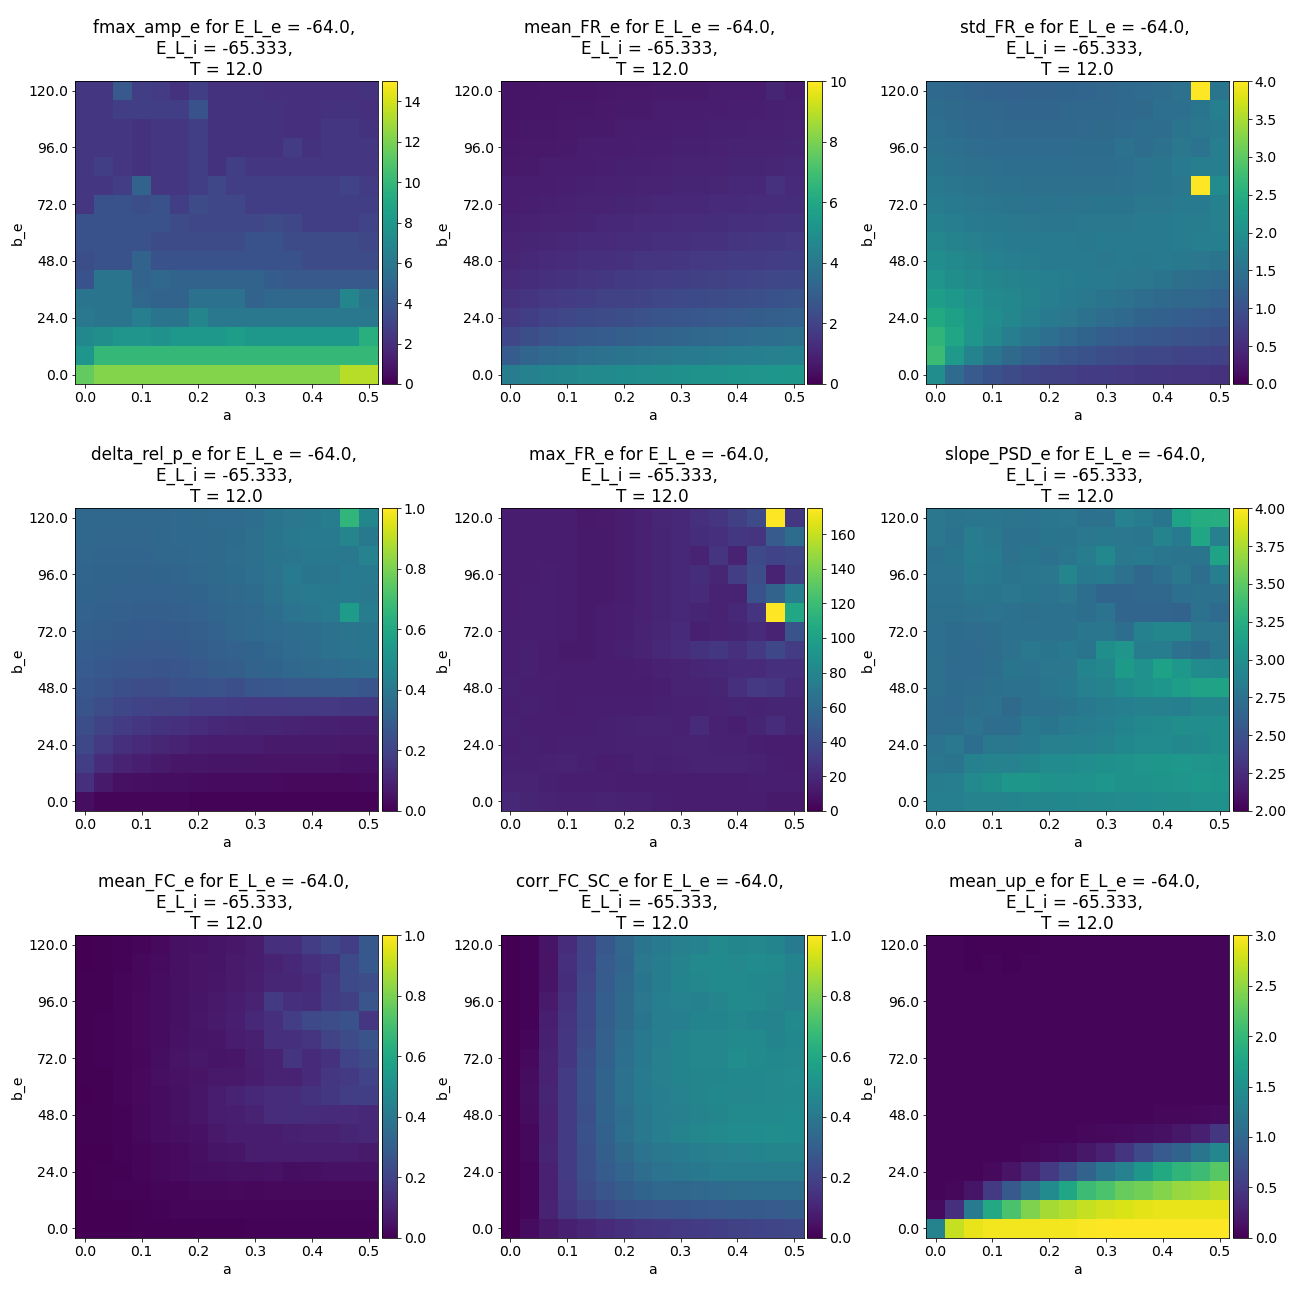 fmax_amp_e for E_L_e = -64.0,
E_L_i = -65.333,
T = 12.0
120.0
96.0
72.0
48.0
24.0
0.0
b_e
0.0 0.1 0.2 0.3 0.4 0.5
a
14
12
10
8
6
4
2
0
mean_FR_e for E_L_e = -64.0,
E_L_i = -65.333,
T = 12.0
120.0
96.0
72.0
48.0
24.0
0.0
b_e
0.0 0.1 0.2 0.3 0.4 0.5
a
10
8
6
4
2
0
std_FR_e for E_L_e = -64.0,
E_L_i = -65.333,
T = 12.0
120.0
96.0
72.0
48.0
24.0
0.0
b_e
0.0 0.1 0.2 0.3 0.4 0.5
a
4.0
3.5
3.0
2.5
2.0
1.5
1.0
0.5
0.0
delta_rel_p_e for E_L_e = -64.0,
E_L_i = -65.333,
T = 12.0
120.0
96.0
72.0
48.0
24.0
0.0
b_e
0.0 0.1 0.2 0.3 0.4 0.5
a
1.0
0.8
0.6
0.4
0.2
0.0
max_FR_e for E_L_e = -64.0,
E_L_i = -65.333,
T = 12.0
120.0
96.0
72.0
48.0
24.0
0.0
b_e
0.0 0.1 0.2 0.3 0.4 0.5
a
160
140
120
100
80
60
40
20
0
slope_PSD_e for E_L_e = -64.0,
E_L_i = -65.333,
T = 12.0
120.0
96.0
72.0
48.0
24.0
0.0
b_e
0.0 0.1 0.2 0.3 0.4 0.5
a
4.00
3.75
3.50
3.25
3.00
2.75
2.50
2.25
2.00
mean_FC_e for E_L_e = -64.0,
E_L_i = -65.333,
T = 12.0
120.0
96.0
72.0
48.0
24.0
0.0
b_e
0.0 0.1 0.2 0.3 0.4 0.5
a
1.0
0.8
0.6
0.4
0.2
0.0
corr_FC_SC_e for E_L_e = -64.0,
E_L_i = -65.333,
T = 12.0
120.0
96.0
72.0
48.0
24.0
0.0
b_e
0.0 0.1 0.2 0.3 0.4 0.5
a
1.0
0.8
0.6
0.4
0.2
0.0
mean_up_e for E_L_e = -64.0,
E_L_i = -65.333,
T = 12.0
120.0
96.0
72.0
48.0
24.0
0.0
b_e
0.0 0.1 0.2 0.3 0.4 0.5
a
3.0
2.5
2.0
1.5
1.0
0.5
0.0